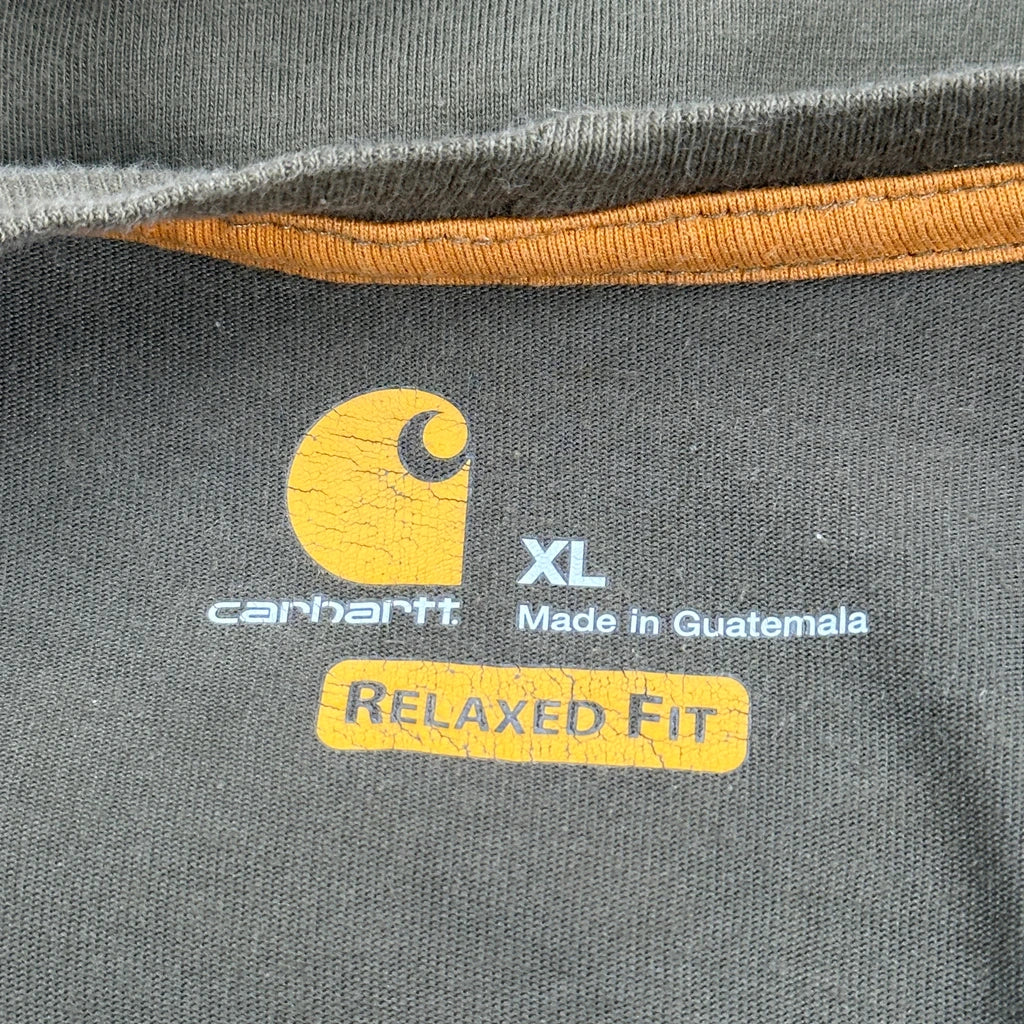 XL
carhartt
Made in Guatemala
RELAXED FIT